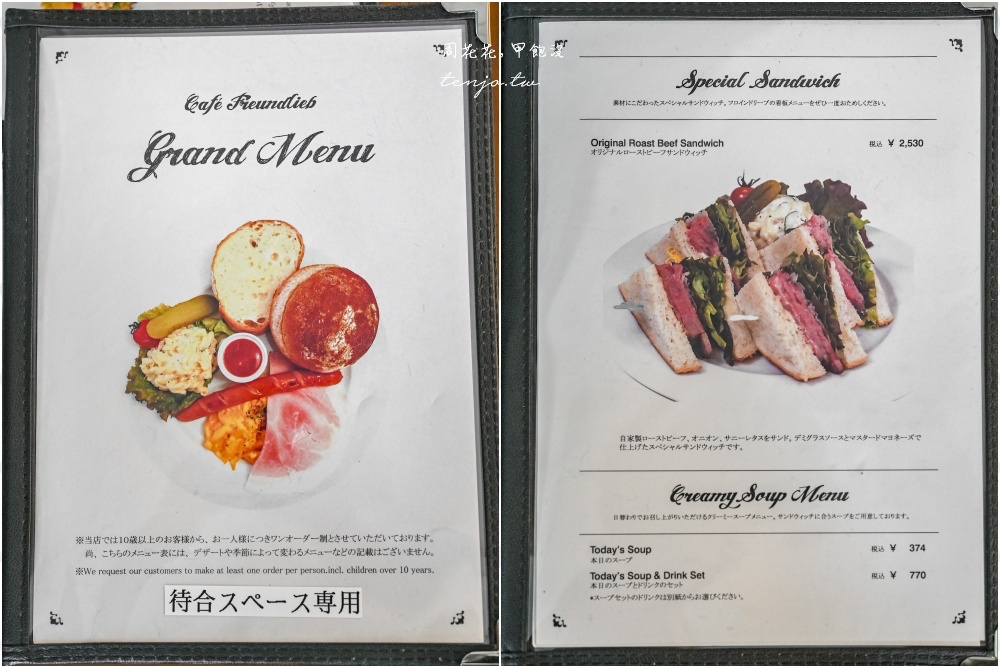 周花花，甲飽没
tenjo.tw
Café Freundlieb
Grand Menu
※当店では10歳以上のお客様から、お一人様につきワンオーダー制とさせていただいております。
尚、こちらのメニュー表には、デザートや季節によって変わるメニューなどの記載はございません。
※We request our customers to make at least one order per person.incl. children over 10 years.
待合スペース専用
Special Sandwich
素材にこだわったスペシャルサンドウィッチ。フロインドリーブの看板メニューをぜひ一度おためしください。
Original Roast Beef Sandwich
税込 ¥ 2,530
オリジナルローストビーフサンドウィッチ
自家製ローストビーフ、オニオン、サニーレタスをサンド。デミグラスソースとマスタードマヨネーズで
仕上げたスペシャルサンドウィッチです。
Creamy Soup Menu
日替わりでお召し上がりいただけるクリーミースープメニュー。サンドウィッチに合うスープをご用意しております。
Today's Soup
税込 ¥ 374
本日のスープ
Today's Soup & Drink Set
税込 ¥ 770
本日のスープとドリンクのセット
*スープセットのドリンクは別紙からお選びください。